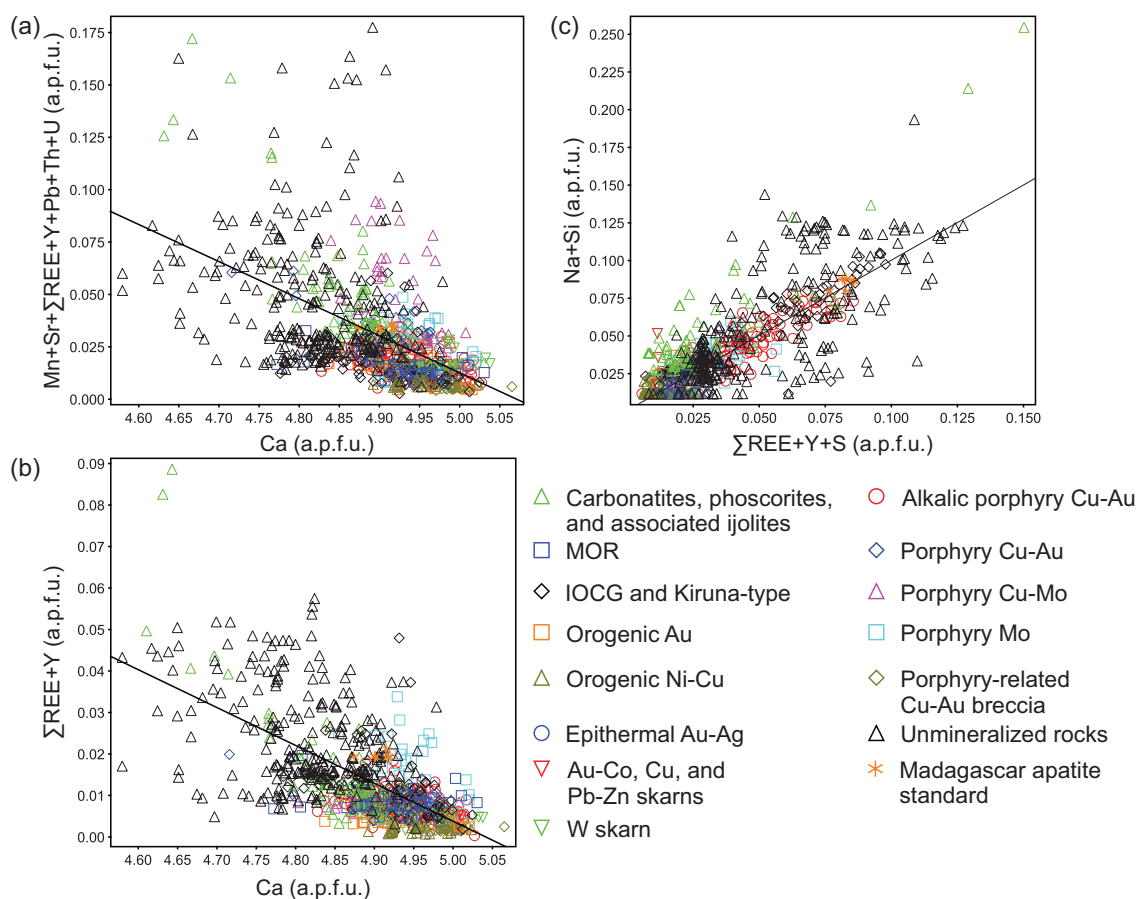 (a)
0.175
0.150
0.125
0.100
0.075
0.050
0.025
0.000
Mn+Sr+∑REE+Y+Pb+Th+U (a.p.f.u.)
4.60 4.65 4.70 4.75 4.80 4.85 4.90 4.95 5.00 5.05
Ca (a.p.f.u.)
(c)
0.250
0.225
0.200
0.175
0.150
0.125
0.100
0.075
0.050
0.025
Na+Si (a.p.f.u.)
0.025 0.050 0.075 0.100 0.125 0.150
∑REE+Y+S (a.p.f.u.)
(b)
0.09
0.08
0.07
0.06
0.05
0.04
0.03
0.02
0.01
0.00
∑REE+Y (a.p.f.u.)
4.60 4.65 4.70 4.75 4.80 4.85 4.90 4.95 5.00 5.05
Ca (a.p.f.u.)
Carbonatites, phoscorites,
and associated ijolites
MOR
IOCG and Kiruna-type
Orogenic Au
Orogenic Ni-Cu
Epithermal Au-Ag
Au-Co, Cu, and
Pb-Zn skarns
W skarn
Alkalic porphyry Cu-Au
Porphyry Cu-Au
Porphyry Cu-Mo
Porphyry Mo
Porphyry-related
Cu-Au breccia
Unmineralized rocks
Madagascar apatite
standard